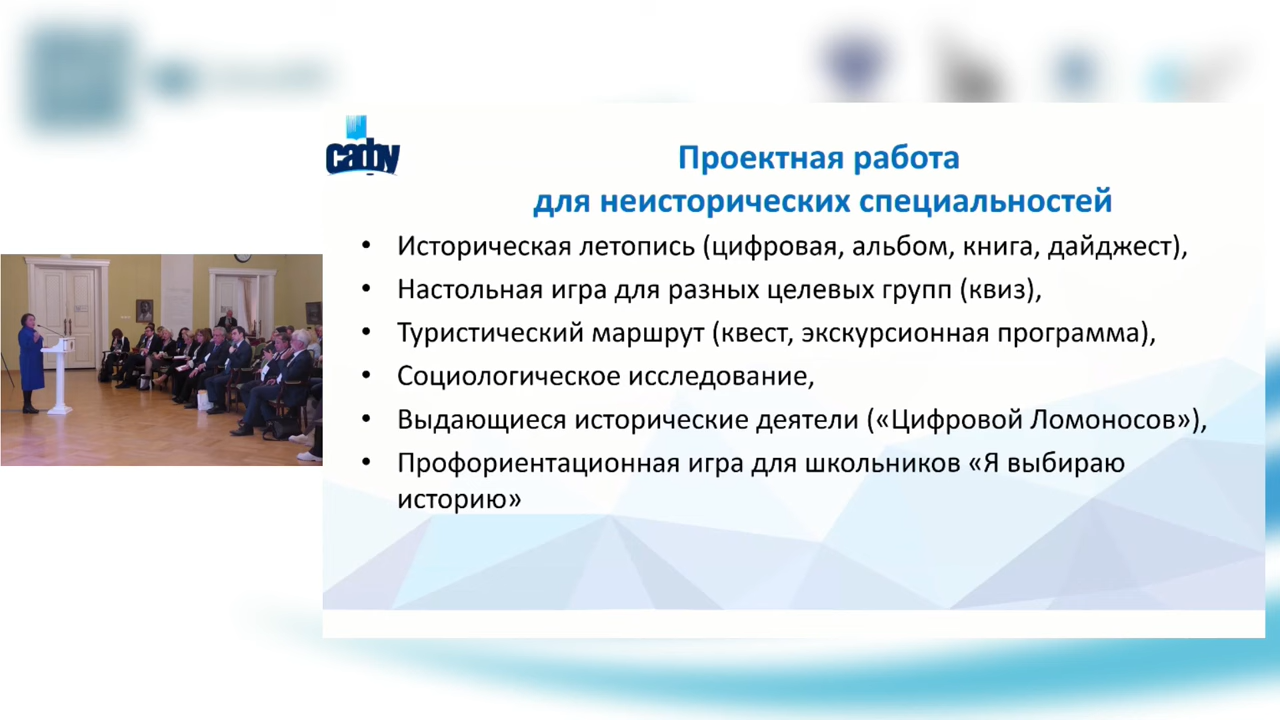 сафу
Проектная работа
для неисторических специальностей
• Историческая летопись (цифровая, альбом, книга, дайджест),
• Настольная игра для разных целевых групп (квиз),
• Туристический маршрут (квест, экскурсионная программа),
• Социологическое исследование,
• Выдающиеся исторические деятели («Цифровой Ломоносов»),
• Профориентационная игра для школьников «Я выбираю
историю»